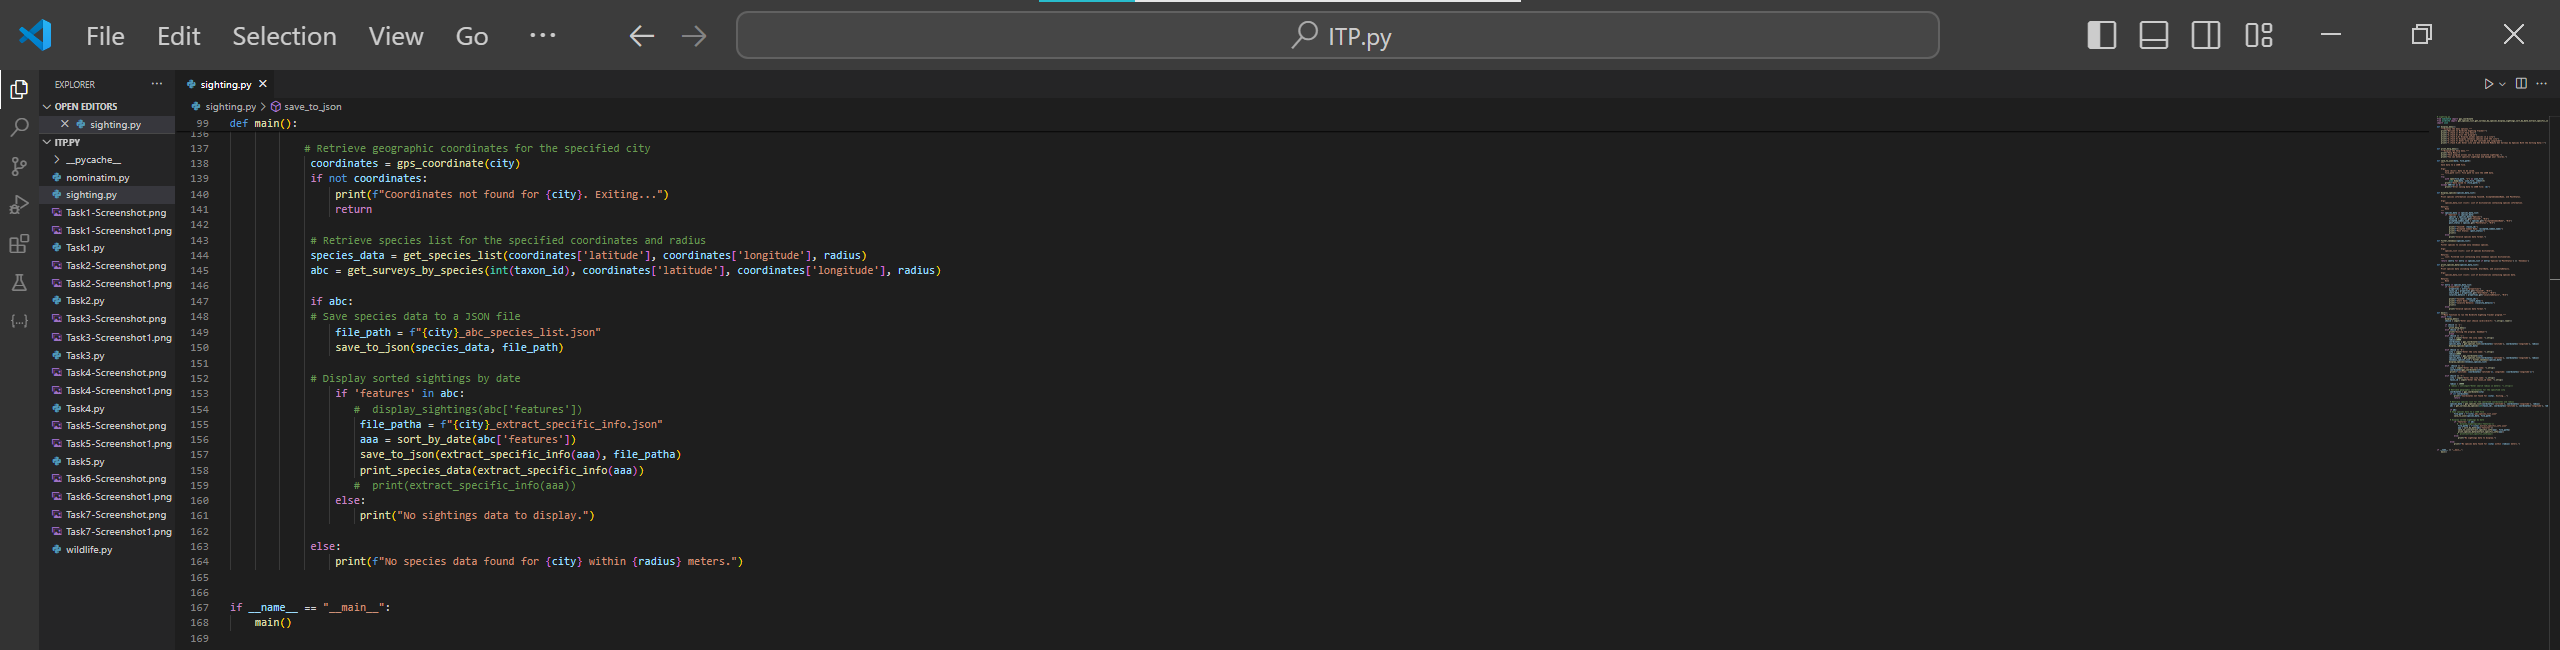 File Edit Selection View Go ··· ITP.py
EXPLORER ···
OPEN EDITORS
sighting.py
ITP.PY
__pycache__
nominatim.py
sighting.py
Task1-Screenshot.png
Task1-Screenshot1.png
Task1.py
Task2-Screenshot.png
Task2-Screenshot1.png
Task2.py
Task3-Screenshot.png
Task3-Screenshot1.png
Task3.py
Task4-Screenshot.png
Task4-Screenshot1.png
Task4.py
Task5-Screenshot.png
Task5-Screenshot1.png
Task5.py
Task6-Screenshot.png
Task6-Screenshot1.png
Task7-Screenshot.png
Task7-Screenshot1.png
wildlife.py
sighting.py
sighting.py > save_to_json
99 def main():
136
137 # Retrieve geographic coordinates for the specified city
138 coordinates = gps_coordinate(city)
139 if not coordinates:
140 print(f"Coordinates not found for {city}. Exiting...")
141 return
142
143 # Retrieve species list for the specified coordinates and radius
144 species_data = get_species_list(coordinates['latitude'], coordinates['longitude'], radius)
145 abc = get_surveys_by_species(int(taxon_id), coordinates['latitude'], coordinates['longitude'], radius)
146
147 if abc:
148 # Save species data to a JSON file
149 file_path = f"{city}_abc_species_list.json"
150 save_to_json(species_data, file_path)
151
152 # Display sorted sightings by date
153 if 'features' in abc:
154 # display_sightings(abc['features'])
155 file_patha = f"{city}_extract_specific_info.json"
156 aaa = sort_by_date(abc['features'])
157 save_to_json(extract_specific_info(aaa), file_patha)
158 print_species_data(extract_specific_info(aaa))
159 # print(extract_specific_info(aaa))
160 else:
161 print("No sightings data to display.")
162
163 else:
164 print(f"No species data found for {city} within {radius} meters.")
165
166
167 if __name__ == "__main__":
168 main()
169